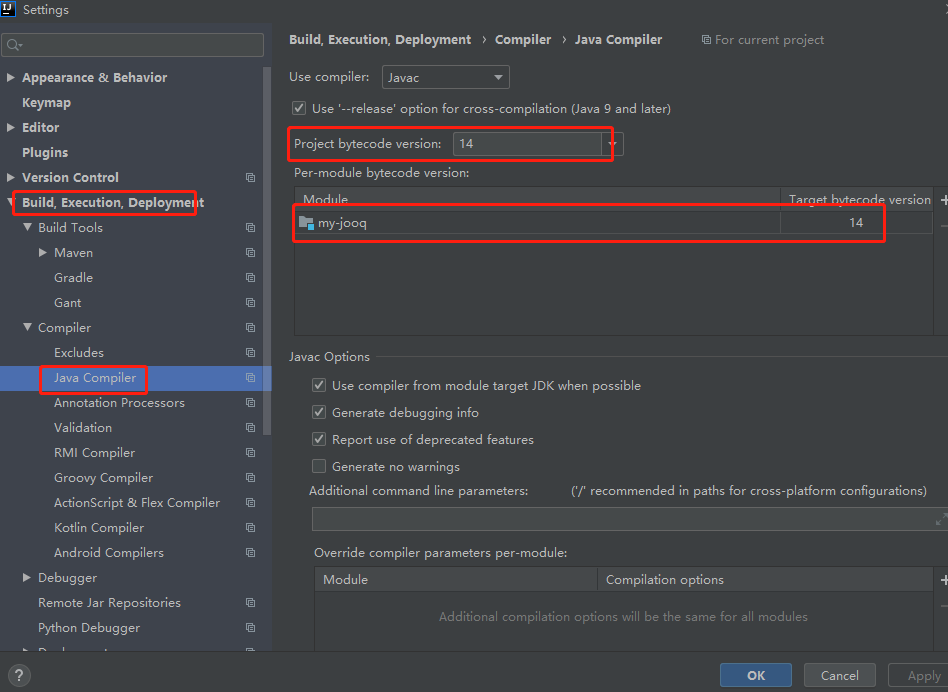 IJ Settings
Appearance & Behavior
Keymap
Editor
Plugins
Version Control
Build, Execution, Deployment
Build Tools
Maven
Gradle
Gant
Compiler
Excludes
Java Compiler
Annotation Processors
Validation
RMI Compiler
Groovy Compiler
ActionScript & Flex Compiler
Kotlin Compiler
Android Compilers
Debugger
Remote Jar Repositories
Python Debugger
Build, Execution, Deployment › Compiler › Java Compiler For current project
Use compiler: Javac
Use '--release' option for cross-compilation (Java 9 and later)
Project bytecode version: 14
Per-module bytecode version:
Module Target bytecode version
my-jooq 14
Javac Options
Use compiler from module target JDK when possible
Generate debugging info
Report use of deprecated features
Generate no warnings
Additional command line parameters: ('/' recommended in paths for cross-platform configurations)
Override compiler parameters per-module:
Module Compilation options
Additional compilation options will be the same for all modules
? OK Cancel Apply